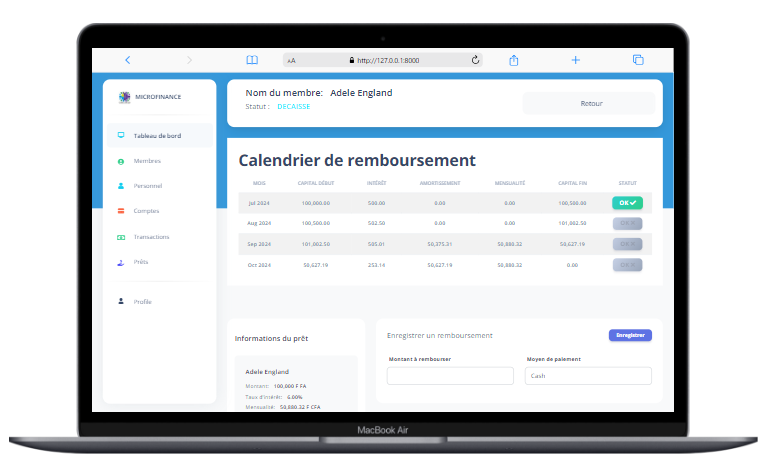 AA http://127.0.0.1:8000
MICROFINANCE
Tableau de bord
Membres
Personnel
Comptes
Transactions
Prêts
Profile
Nom du membre: Adele England
Statut : DECAISSE
Retour
Calendrier de remboursement
MOIS CAPITAL DÉBUT INTÉRÊT AMORTISSEMENT MENSUALITÉ CAPITAL FIN STATUT
Jul 2024 100,000.00 500.00 0.00 0.00 100,500.00 OK
Aug 2024 100,500.00 502.50 0.00 0.00 101,002.50 OK
Sep 2024 101,002.50 505.01 50,375.31 50,880.32 50,627.19 OK
Oct 2024 50,627.19 253.14 50,627.19 50,880.32 0.00 OK
Informations du prêt
Adele England
Montant: 100,000 F FA
Taux d'intérêt: 6.00%
Mensualité: 50,880.32 F CFA
Enregistrer un remboursement
Enregistrer
Montant à rembourser Moyen de paiement
Cash
MacBook Air